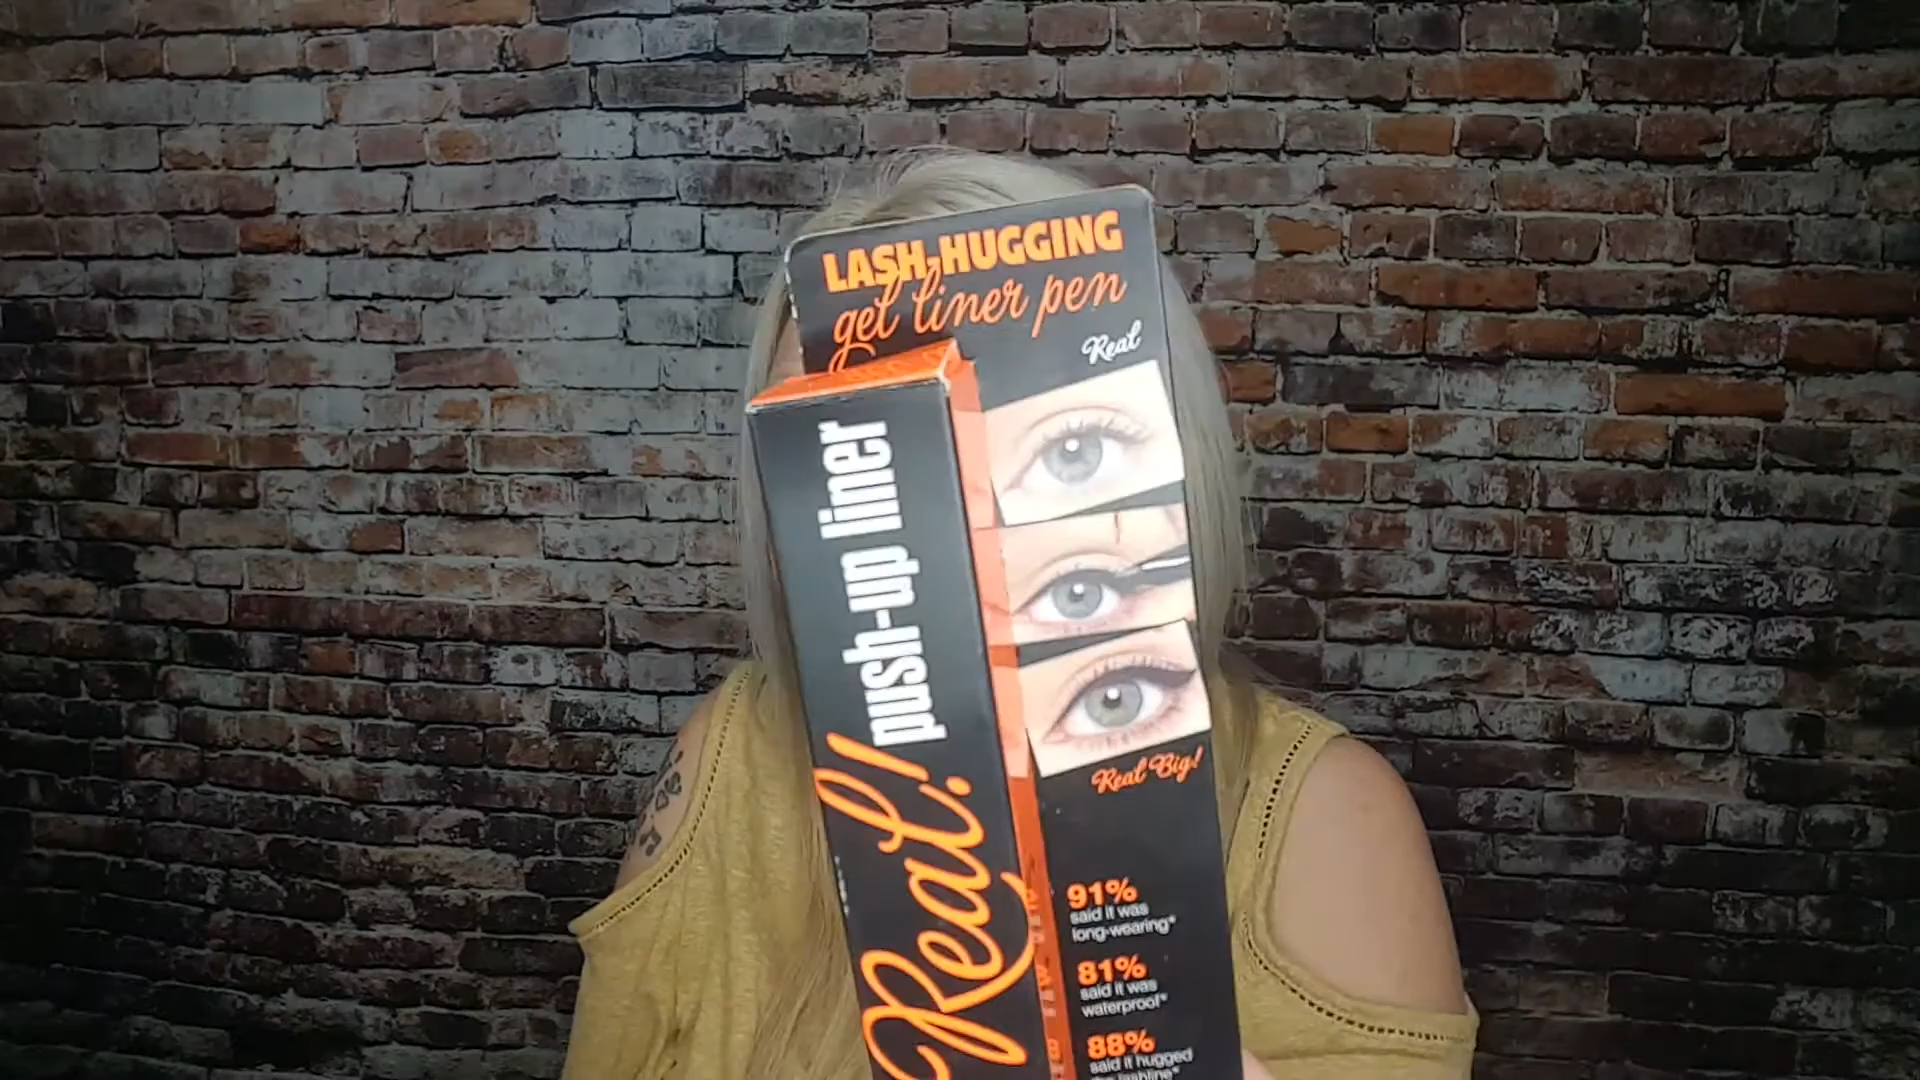 LASH-HUGGING
gel liner pen
Real
push-up liner
Real!
Real Big!
91%
said it was
long-wearing*
81%
said it was
waterproof*
88%
said it hugged
lashline*